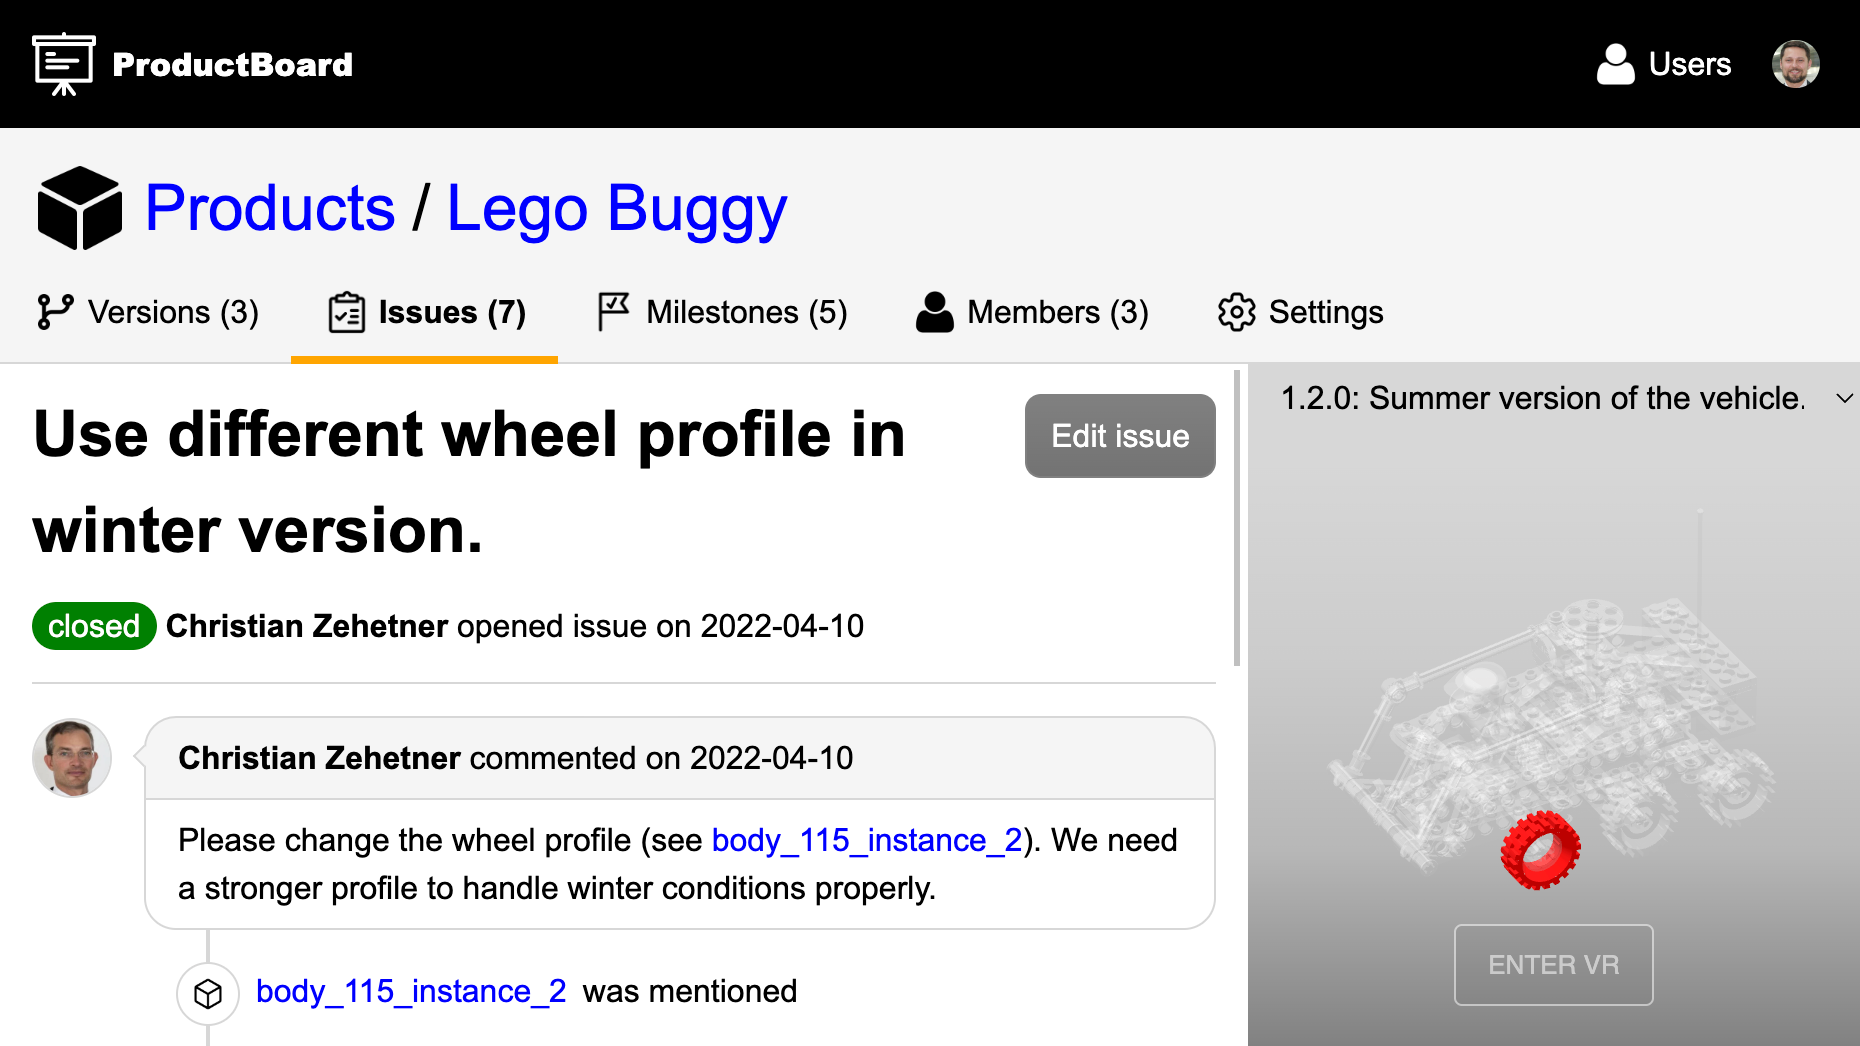 ProductBoard
Users
Products / Lego Buggy
Versions (3)
Issues (7)
Milestones (5)
Members (3)
Settings
Use different wheel profile in
winter version.
Edit issue
closed Christian Zehetner opened issue on 2022-04-10
Christian Zehetner commented on 2022-04-10
Please change the wheel profile (see body_115_instance_2). We need
a stronger profile to handle winter conditions properly.
body_115_instance_2 was mentioned
1.2.0: Summer version of the vehicle.
ENTER VR